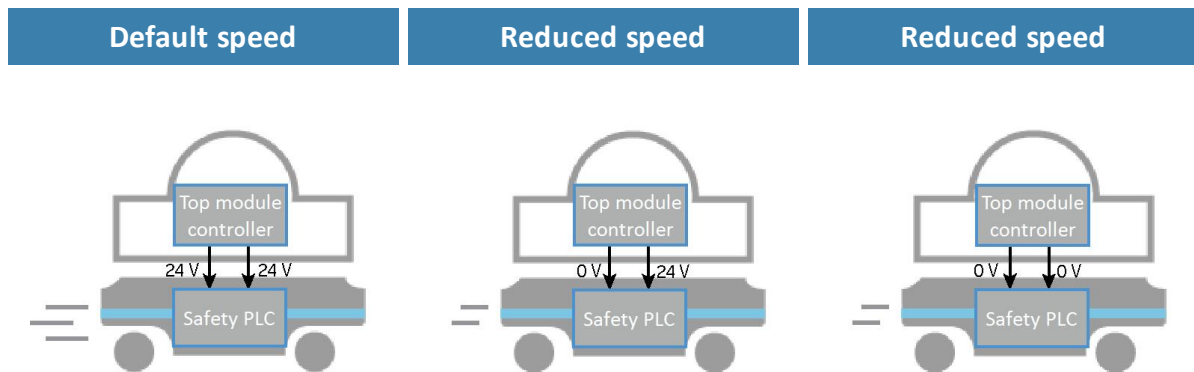 Default speed
Reduced speed
Reduced speed
Top module
controller
24 V
24 V
Safety PLC
Top module
controller
0 V
24 V
Safety PLC
Top module
controller
0 V
0 V
Safety PLC